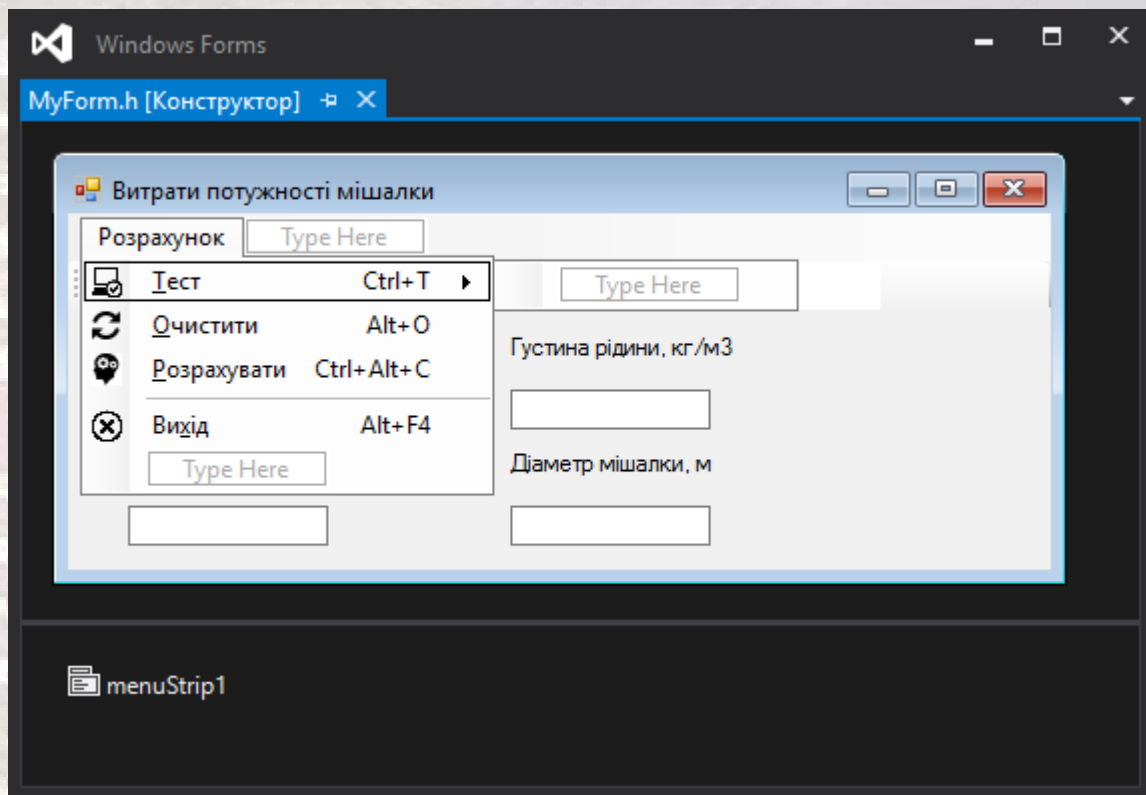 Windows Forms
MyForm.h [Конструктор]
Витрати потужності мішалки
Розрахунок Type Here
Тест Ctrl+T Type Here
Очистити Alt+O
Густина рідини, кг/м3
Розрахувати Ctrl+Alt+C
Вихід Alt+F4
Діаметр мішалки, м
Type Here
menuStrip1